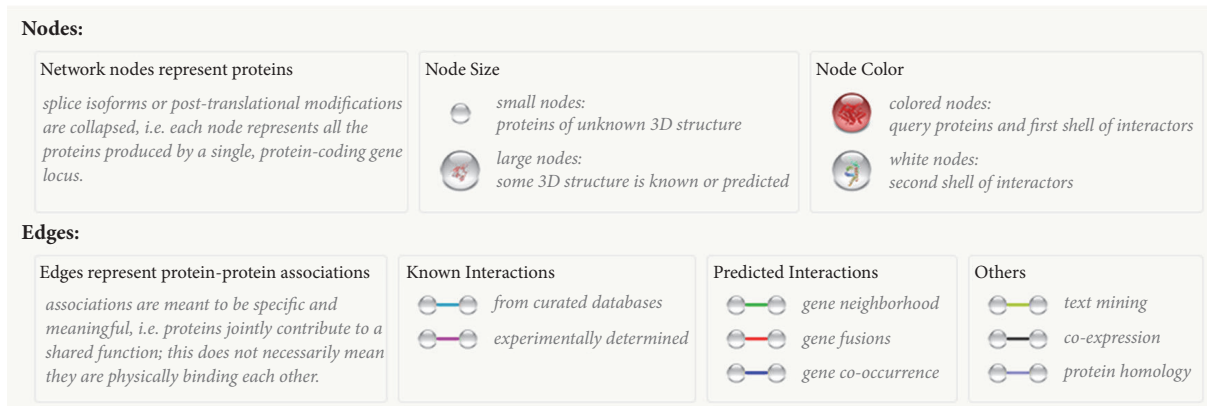 Nodes:
Network nodes represent proteins
splice isoforms or post-translational modifications
are collapsed, i.e. each node represents all the
proteins produced by a single, protein-coding gene
locus.
Node Size
small nodes:
proteins of unknown 3D structure
large nodes:
some 3D structure is known or predicted
Node Color
colored nodes:
query proteins and first shell of interactors
white nodes:
second shell of interactors
Edges:
Edges represent protein-protein associations
associations are meant to be specific and
meaningful, i.e. proteins jointly contribute to a
shared function; this does not necessarily mean
they are physically binding each other.
Known Interactions
from curated databases
experimentally determined
Predicted Interactions
gene neighborhood
gene fusions
gene co-occurrence
Others
text mining
co-expression
protein homology